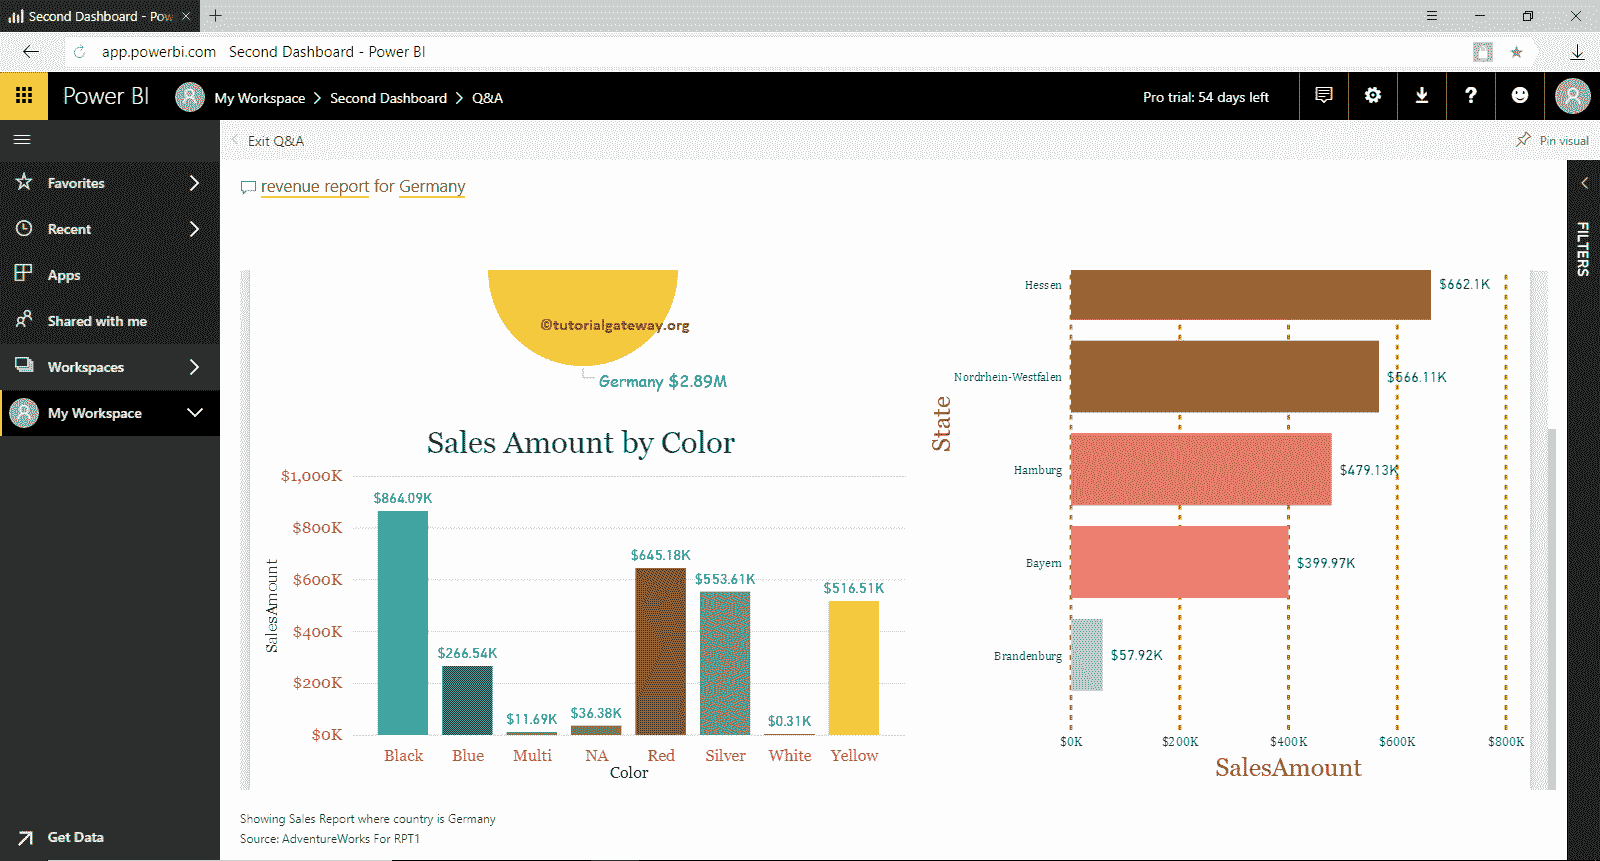 Second Dashboard - Pow
app.powerbi.com Second Dashboard - Power BI
Power BI My Workspace Second Dashboard Q&A Pro trial: 54 days left
Exit Q&A Pin visual
Favorites
Recent
Apps
Shared with me
Workspaces
My Workspace
Get Data
revenue report for Germany
FILTERS
©tutorialgateway.org
Germany $2.89M
Sales Amount by Color
SalesAmount
$1,000K
$800K
$600K
$400K
$200K
$0K
$864.09K
$266.54K
$11.69K
$36.38K
$645.18K
$553.61K
$0.31K
$516.51K
Black Blue Multi NA Red Silver White Yellow
Color
State
Hessen $662.1K
Nordrhein-Westfalen $566.11K
Hamburg $479.13K
Bayern $399.97K
Brandenburg $57.92K
$0K $200K $400K $600K $800K
SalesAmount
Showing Sales Report where country is Germany
Source: AdventureWorks For RPT1